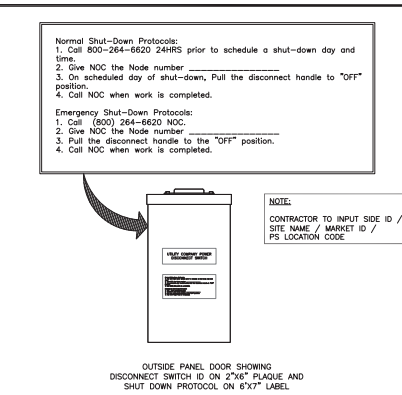 Normal Shut-Down Protocols:
1. Call 800-264-6620 24HRS prior to schedule a shut-down day and
time.
2. Give NOC the Node number _______________
3. On scheduled day of shut-down, Pull the disconnect handle to "OFF"
position.
4. Call NOC when work is completed.
Emergency Shut-Down Protocols:
1. Call (800) 264-6620 NOC.
2. Give NOC the Node number _______________
3. Pull the disconnect handle to the "OFF" position.
4. Call NOC when work is completed.
NOTE:
CONTRACTOR TO INPUT SIDE ID /
SITE NAME / MARKET ID /
PS LOCATION CODE
UTILITY COMPANY POWER
DISCONNECT SWITCH
OUTSIDE PANEL DOOR SHOWING
DISCONNECT SWITCH ID ON 2"X6" PLAQUE AND
SHUT DOWN PROTOCOL ON 6'X7" LABEL